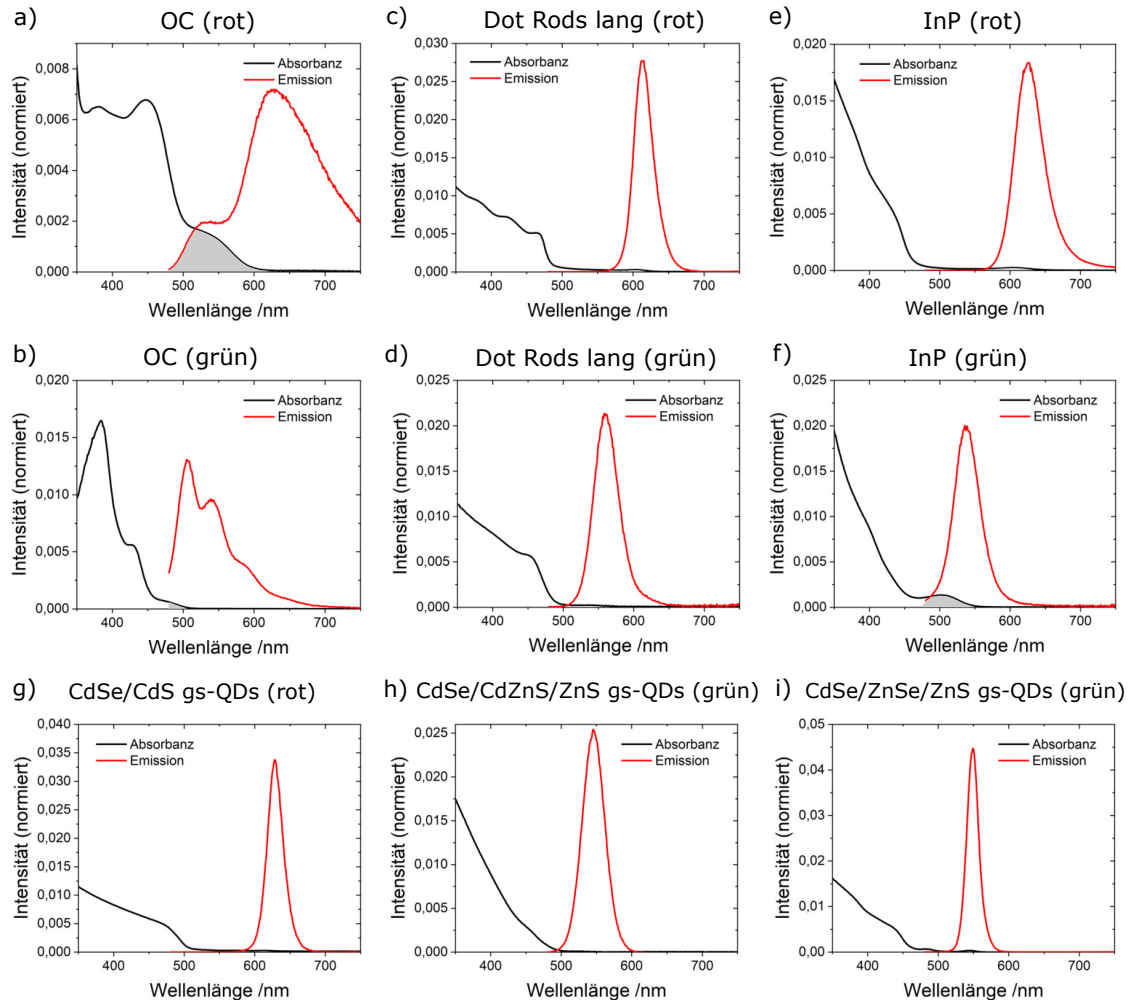 a) OC (rot)
Intensität (normiert)
0,008
0,006
0,004
0,002
0,000
Absorbanz
Emission
400 500 600 700
Wellenlänge /nm
c) Dot Rods lang (rot)
Intensität (normiert)
0,030
0,025
0,020
0,015
0,010
0,005
0,000
Absorbanz
Emission
400 500 600 700
Wellenlänge /nm
e) InP (rot)
Intensität (normiert)
0,020
0,015
0,010
0,005
0,000
Absorbanz
Emission
400 500 600 700
Wellenlänge /nm
b) OC (grün)
Intensität (normiert)
0,020
0,015
0,010
0,005
0,000
Absorbanz
Emission
400 500 600 700
Wellenlänge /nm
d) Dot Rods lang (grün)
Intensität (normiert)
0,025
0,020
0,015
0,010
0,005
0,000
Absorbanz
Emission
400 500 600 700
Wellenlänge /nm
f) InP (grün)
Intensität (normiert)
0,025
0,020
0,015
0,010
0,005
0,000
Absorbanz
Emission
400 500 600 700
Wellenlänge /nm
g) CdSe/CdS gs-QDs (rot)
Intensität (normiert)
0,040
0,035
0,030
0,025
0,020
0,015
0,010
0,005
0,000
Absorbanz
Emission
400 500 600 700
Wellenlänge /nm
h) CdSe/CdZnS/ZnS gs-QDs (grün)
Intensität (normiert)
0,025
0,020
0,015
0,010
0,005
0,000
Absorbanz
Emission
400 500 600 700
Wellenlänge /nm
i) CdSe/ZnSe/ZnS gs-QDs (grün)
Intensität (normiert)
0,05
0,04
0,03
0,02
0,01
0,00
Absorbanz
Emission
400 500 600 700
Wellenlänge /nm